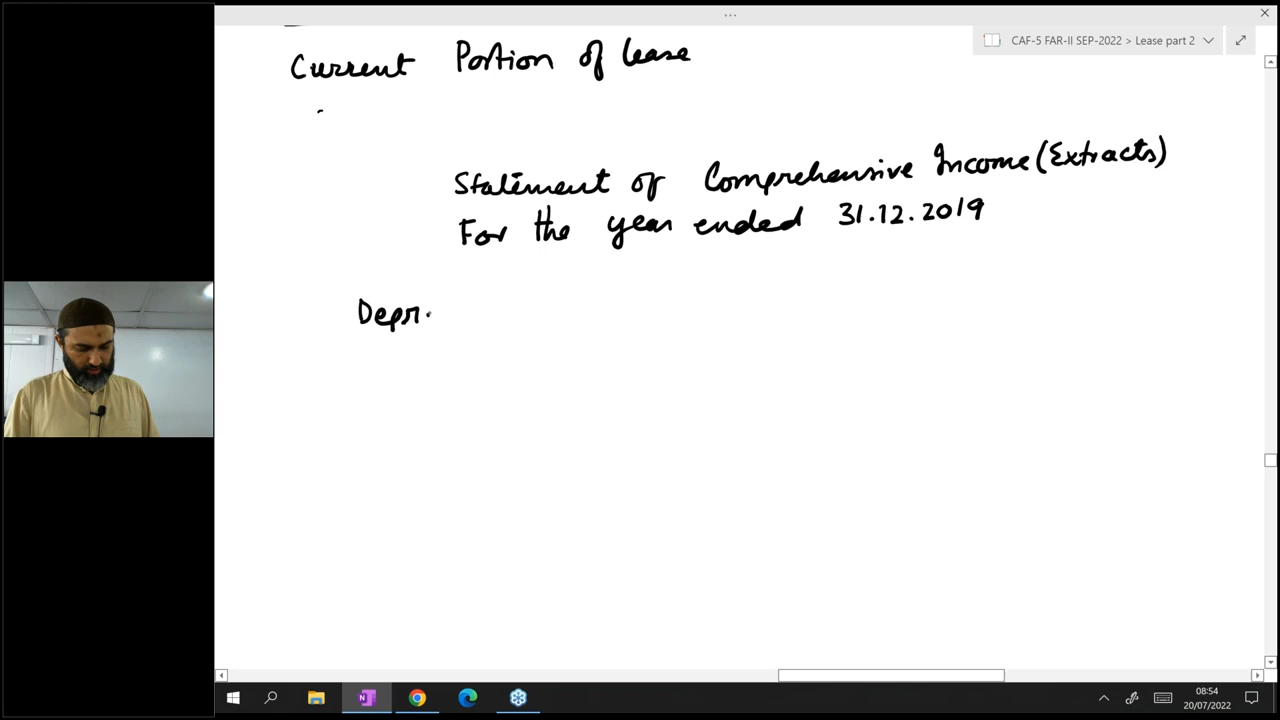 CAF-5 FAR-II SEP-2022 > Lease part 2
Current Portion of lease
Statement of Comprehensive Income (Extracts)
For the year ended 31.12.2019
Depr.
08:54
20/07/2022